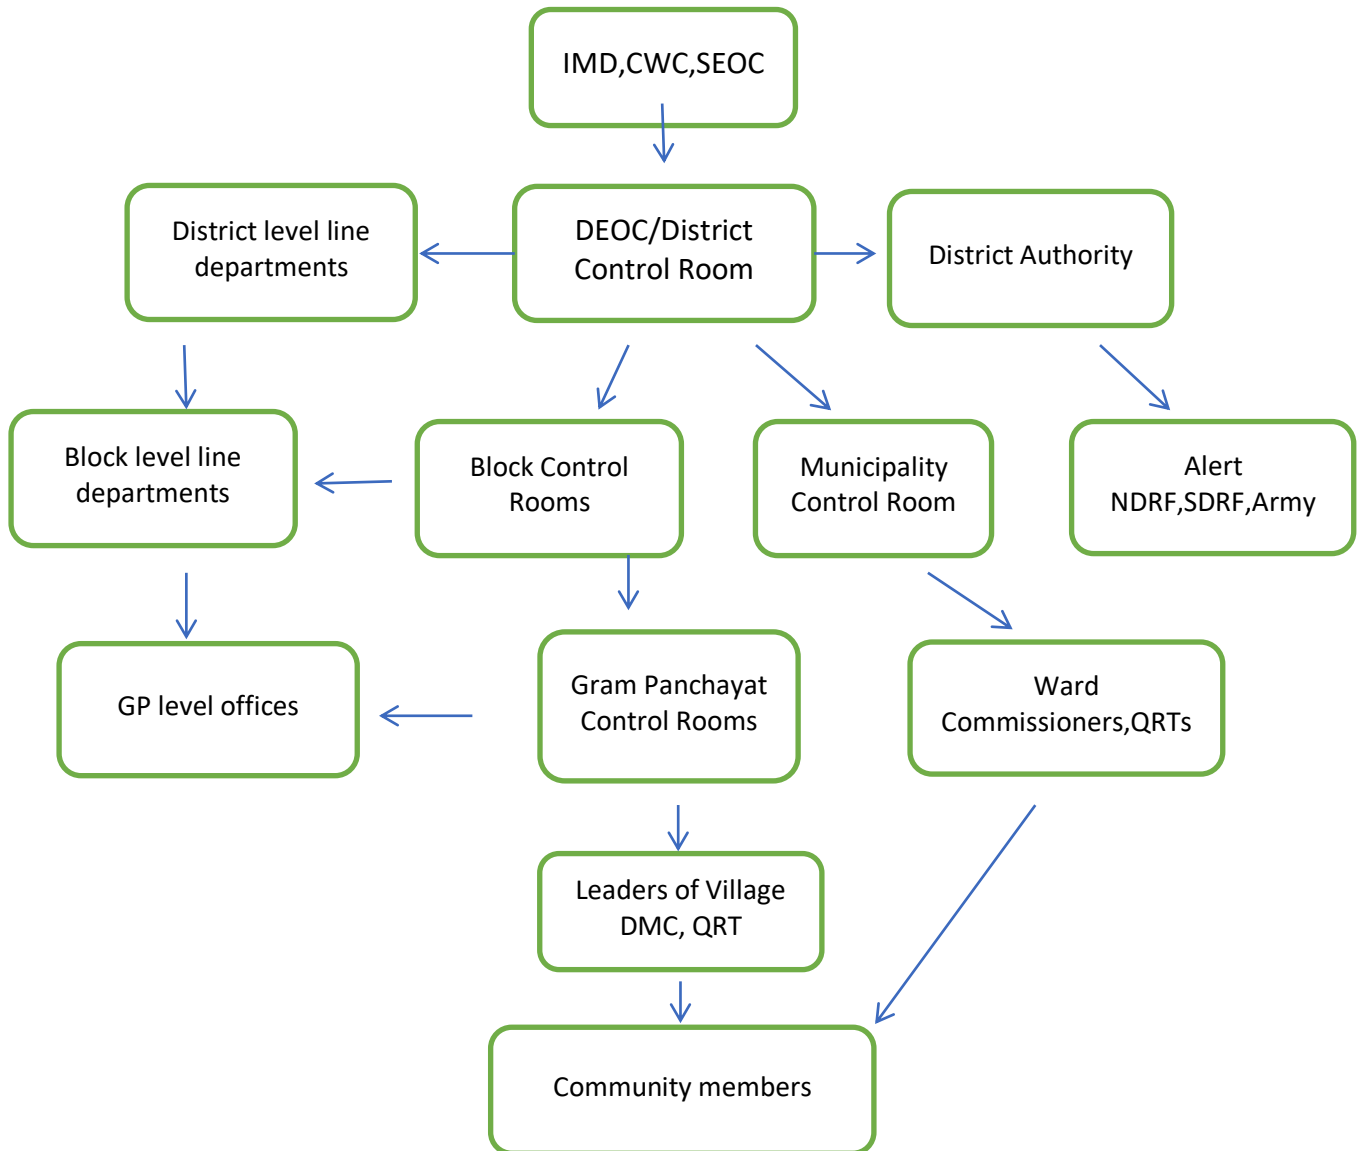 IMD,CWC,SEOC
District level line
departments
DEOC/District
Control Room
District Authority
Block level line
departments
Block Control
Rooms
Municipality
Control Room
Alert
NDRF,SDRF,Army
GP level offices
Gram Panchayat
Control Rooms
Ward
Commissioners,QRTs
Leaders of Village
DMC, QRT
Community members